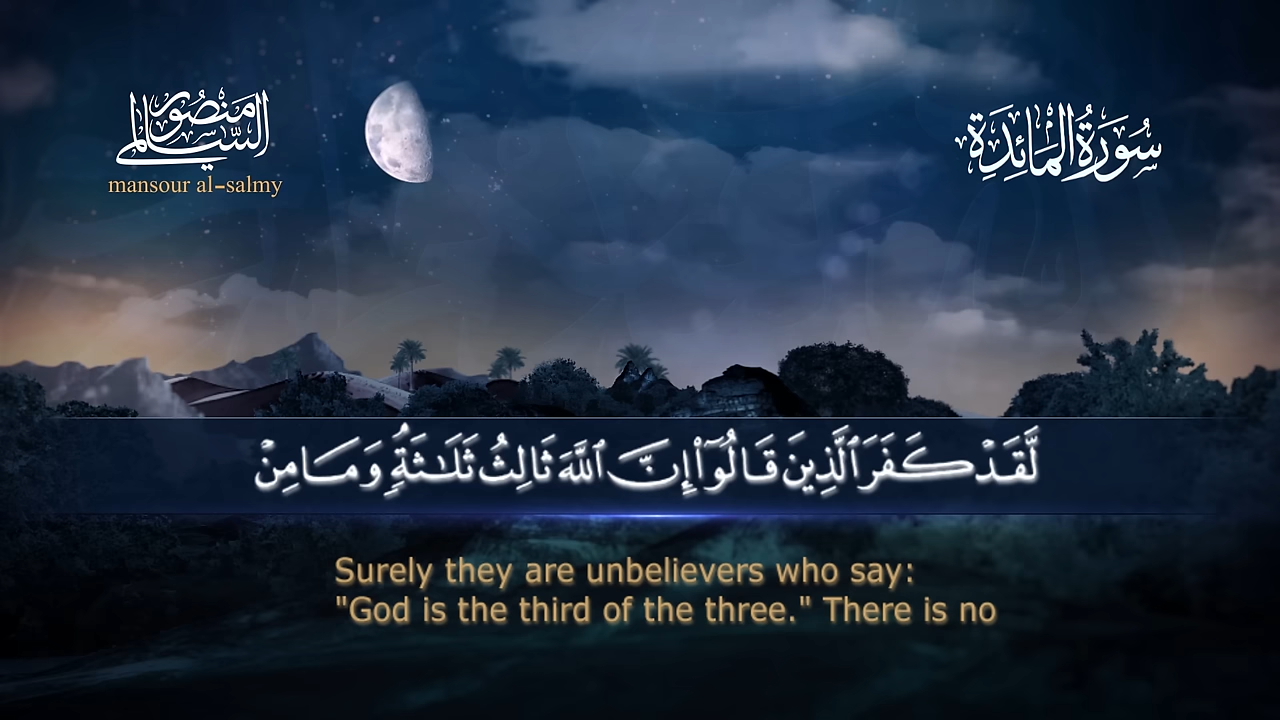 منصور السالمي
mansour al-salmy
سُورَةُ الْمَائِدَةِ
لَّقَدْ كَفَرَ ٱلَّذِينَ قَالُوٓا۟ إِنَّ ٱللَّهَ ثَالِثُ ثَلَـٰثَةٍۢ وَمَا مِنْ
Surely they are unbelievers who say:
"God is the third of the three." There is no